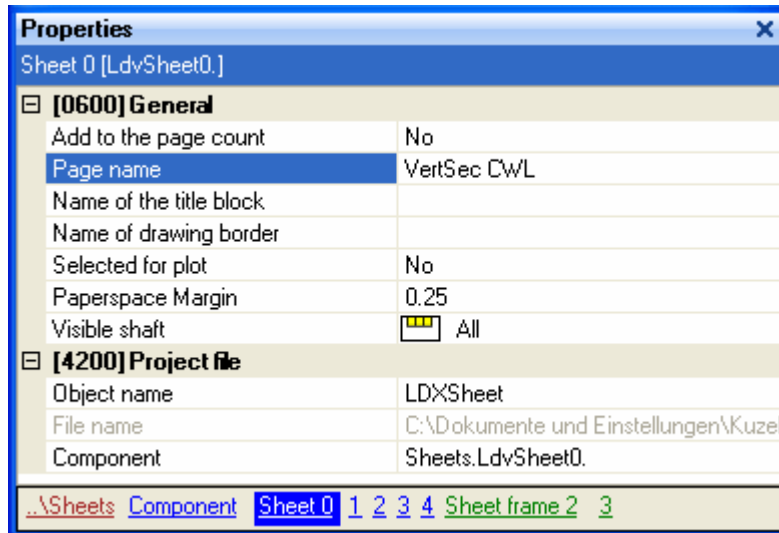 Properties
Sheet 0 [LdvSheet0.]
[0600] General
Add to the page count No
Page name VertSec CWL
Name of the title block
Name of drawing border
Selected for plot No
Paperspace Margin 0.25
Visible shaft All
[4200] Project file
Object name LDXSheet
File name C:\Dokumente und Einstellungen\Kuzel
Component Sheets.LdvSheet0.
..\Sheets Component Sheet 0 1 2 3 4 Sheet frame 2 3